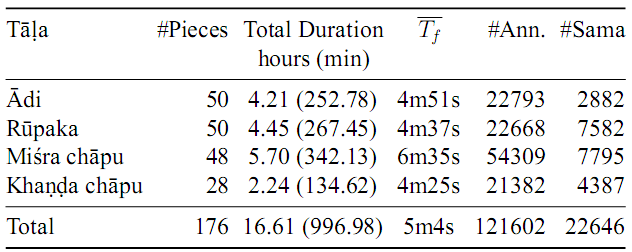 Tāḷa #Pieces Total Duration T̅f̅ #Ann. #Sama
hours (min)
Ādi 50 4.21 (252.78) 4m51s 22793 2882
Rūpaka 50 4.45 (267.45) 4m37s 22668 7582
Miśra chāpu 48 5.70 (342.13) 6m35s 54309 7795
Khaṇḍa chāpu 28 2.24 (134.62) 4m25s 21382 4387
Total 176 16.61 (996.98) 5m4s 121602 22646